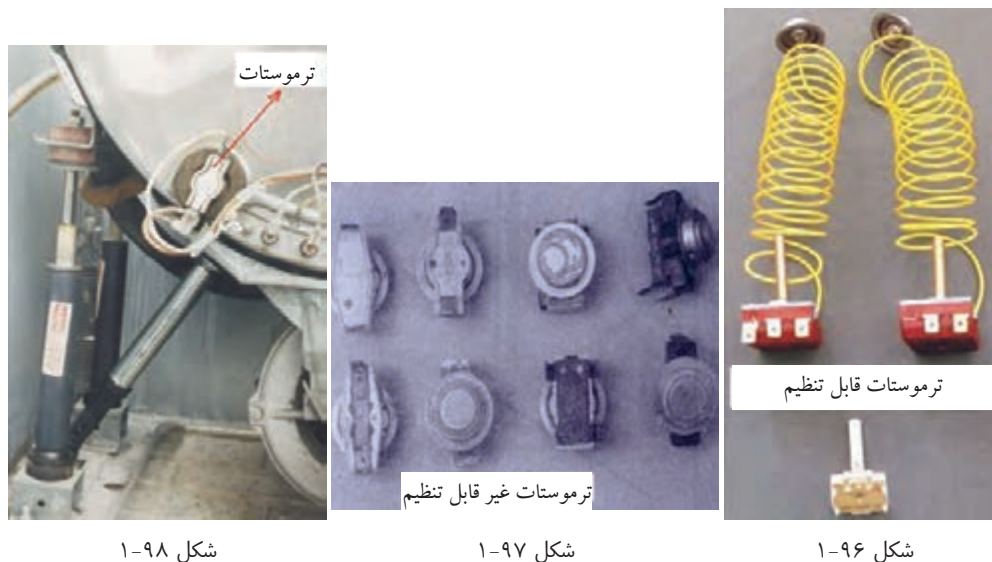 ترموستات
ترموستات غیر قابل تنظیم
ترموستات قابل تنظیم
شکل ۹۶-۱
شکل ۹۷-۱
شکل ۹۸-۱